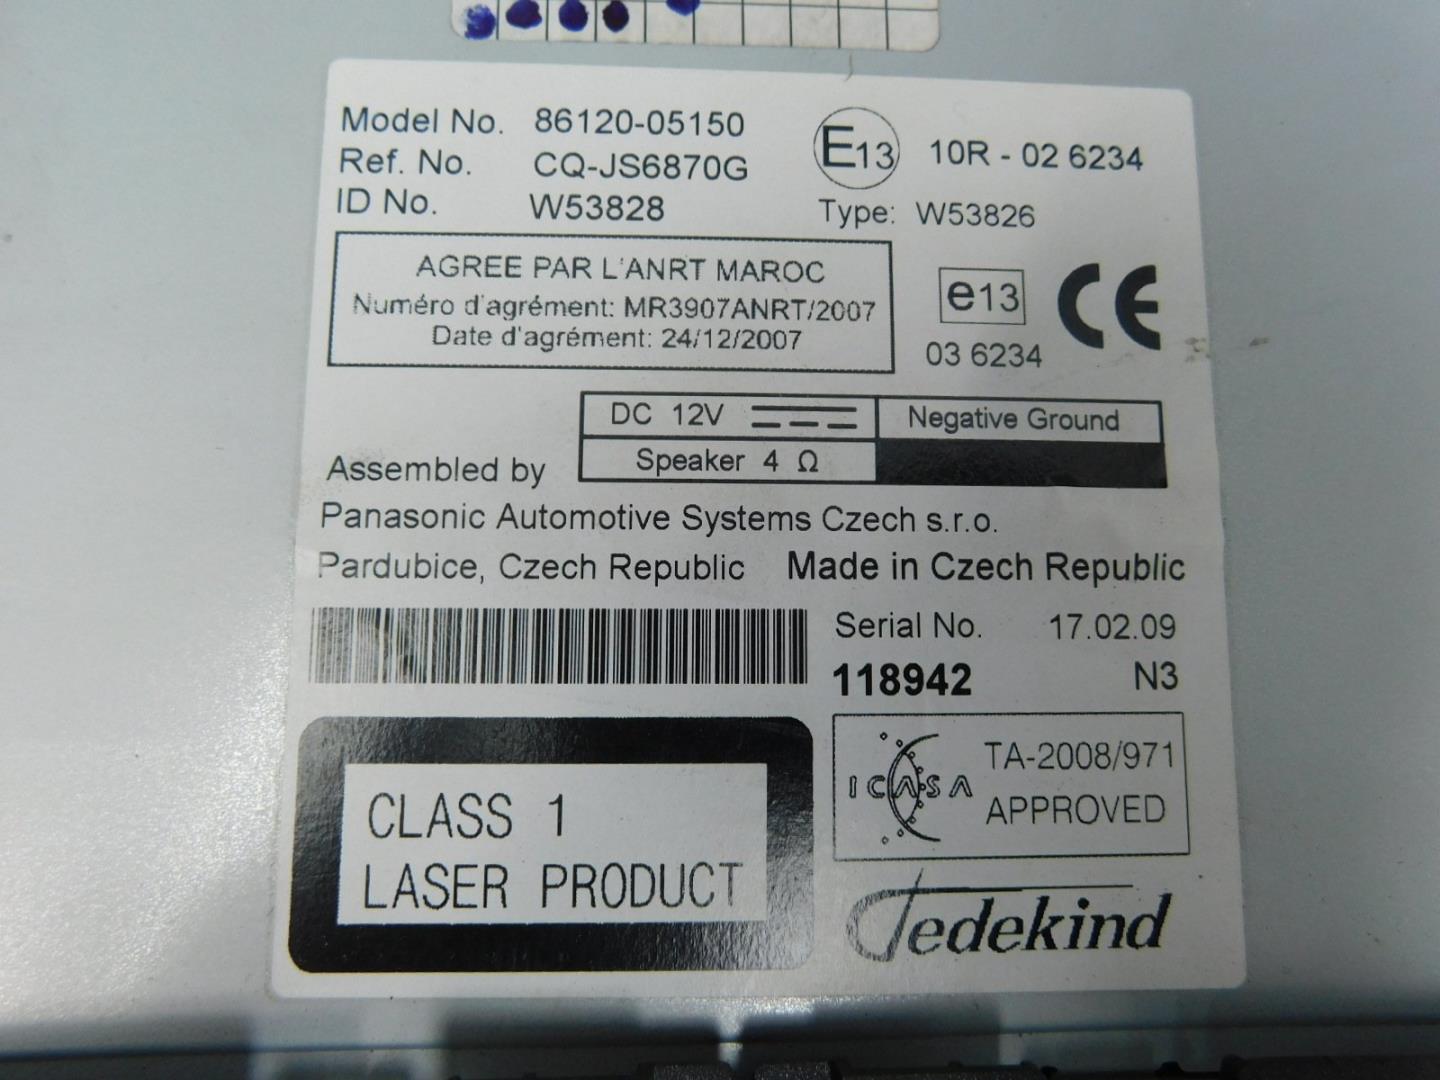 Model No. 86120-05150
Ref. No. CQ-JS6870G
ID No. W53828
E13 10R - 02 6234
Type: W53826
AGREE PAR L'ANRT MAROC
Numéro d'agrément: MR3907ANRT/2007
Date d'agrément: 24/12/2007
e13 CE
03 6234
DC 12V Negative Ground
Speaker 4 Ω
Assembled by
Panasonic Automotive Systems Czech s.r.o.
Pardubice, Czech Republic Made in Czech Republic
Serial No. 17.02.09
118942 N3
CLASS 1
LASER PRODUCT
ICASA TA-2008/971
APPROVED
Tedekind